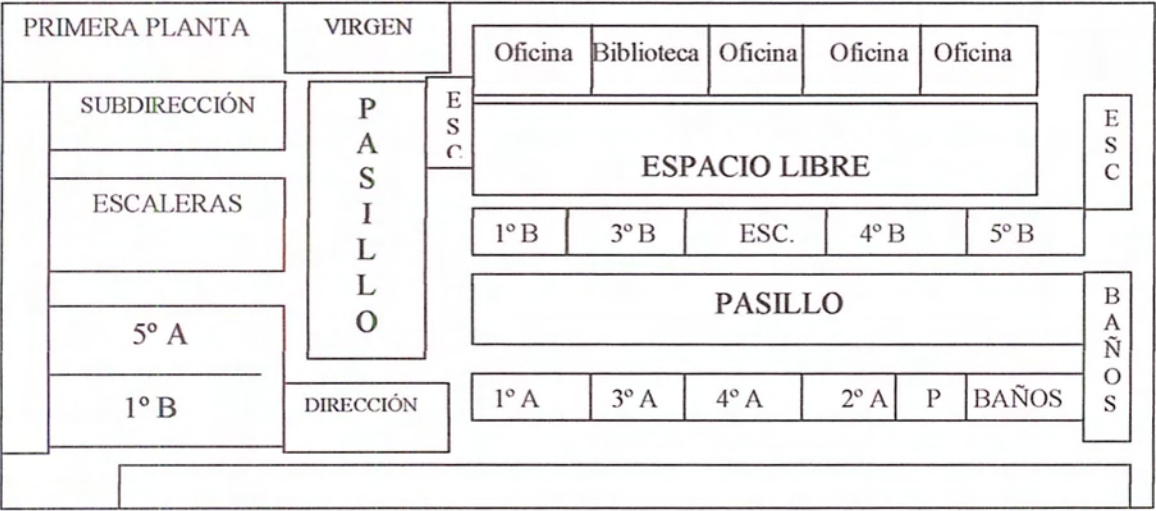 PRIMERA PLANTA
VIRGEN
Oficina
Biblioteca
Oficina
Oficina
Oficina
SUBDIRECCIÓN
P
A
S
I
L
L
O
E
S
C
ESPACIO LIBRE
E
S
C
ESCALERAS
1º B
3º B
ESC.
4º B
5º B
PASILLO
B
A
Ñ
O
S
5º A
1º B
DIRECCIÓN
1º A
3º A
4º A
2º A
P
BAÑOS